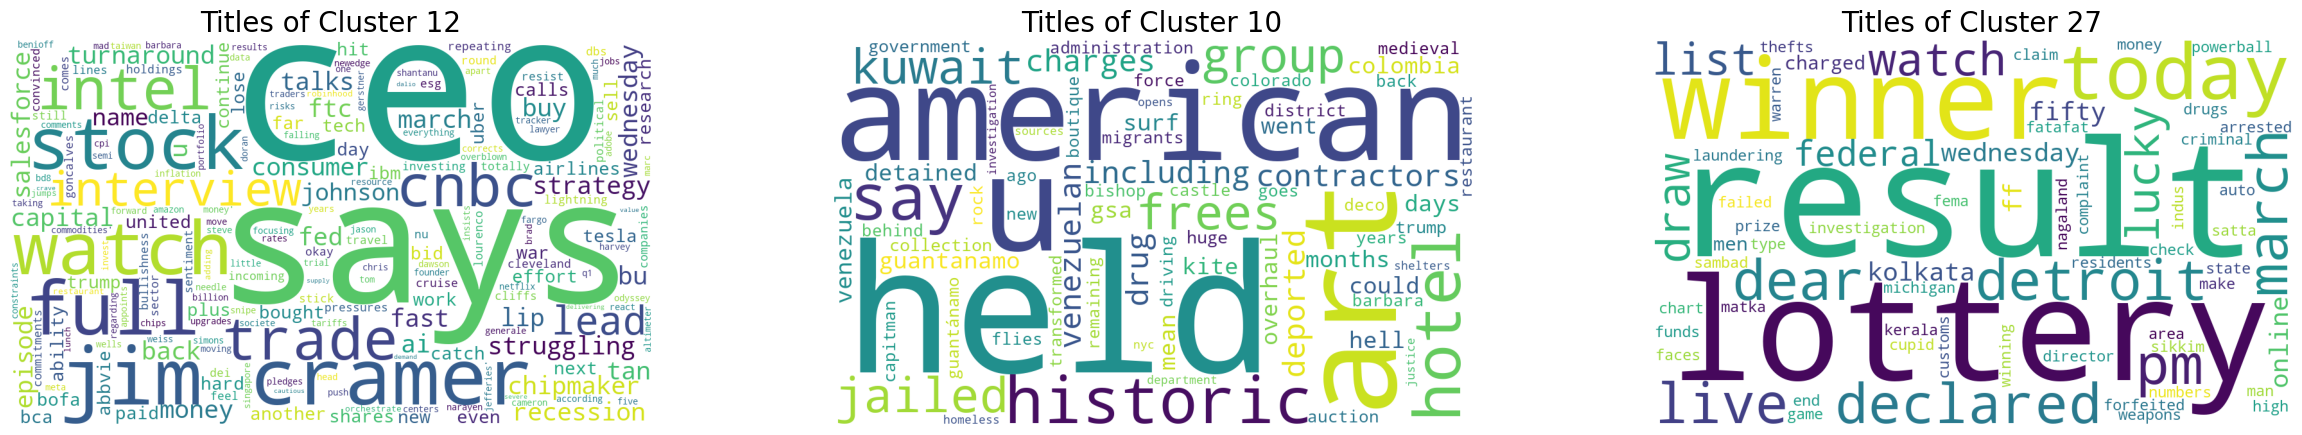 Titles of Cluster 12
benioff mad taiwan barbara results ceo hit repeating wednesday
turnaround data newedge round dbs
convinced comes lines holdings talks one shantanu apart much jobs
salesforce intel continue lose traders robinhood gerstner dalio esg resist calls political research
risks ftc march buy sell
still name delta far tech everything uber adobe marc
comments stock portfolio falling corrects tracker lawyer
cpi semi u doran day overblown
bd8 goncalves inflation consumer ibm investing totally airlines
crave jumps interview johnson cnbc strategy
taking resource lightning
capital forward amazon money years says
commodities united move steve focusing rates fed jason travel nu fargo lourenco war tesla companies value
watch invest adding okay trial bid brady cleveland harvey
constraints little incoming chris tom founder dawson effort q1 bu
episode trump needle restaurant billion supply cruise netflix cliffs odyssey
full bullishness sector sentiment snipe stick pressures work delivering react
commitments ability lunch regarding appoints chips upgrades plus societe tariffs bought fast lip lead altimeter
weiss wells simons moving trade generale ai catch struggling
back demand
dei meta jim cramer next tan
bofa hard feel singapore pledges head push cautious jefferies severe chipmaker
abbvie orchestrate centers narayen cameron according five
bca paid money another shares new even recession
Titles of Cluster 10
government administration group medieval
kuwait charges colorado colombia
force back
american ring
opens district
investigation sources boutique surf went restaurant
migrants
say u detained including contractors
venezuela ago bishop castle goes
rock new venezuelan gsa frees art deco days
behind drug huge trump
collection years
guantanamo overhaul deported months
held flies guantánamo remaining transformed mean driving kite could shelters
capitman nyc barbara hotel
hell justice
jailed department
historic auction
homeless
Titles of Cluster 27
list thefts watch claim money powerball
charged
winner today
warren fifty drugs
fatafat arrested
draw laundering federal wednesday lucky criminal
result march
failed ff complaint auto indus
prize fema nagaland
men type investigation satta
sambad dear kolkata detroit check residents
michigan state make
chart lottery
matka online
funds kerala customs area
cupid winning sikkim
faces director pm
numbers man
live end declared forfeited high
game weapons